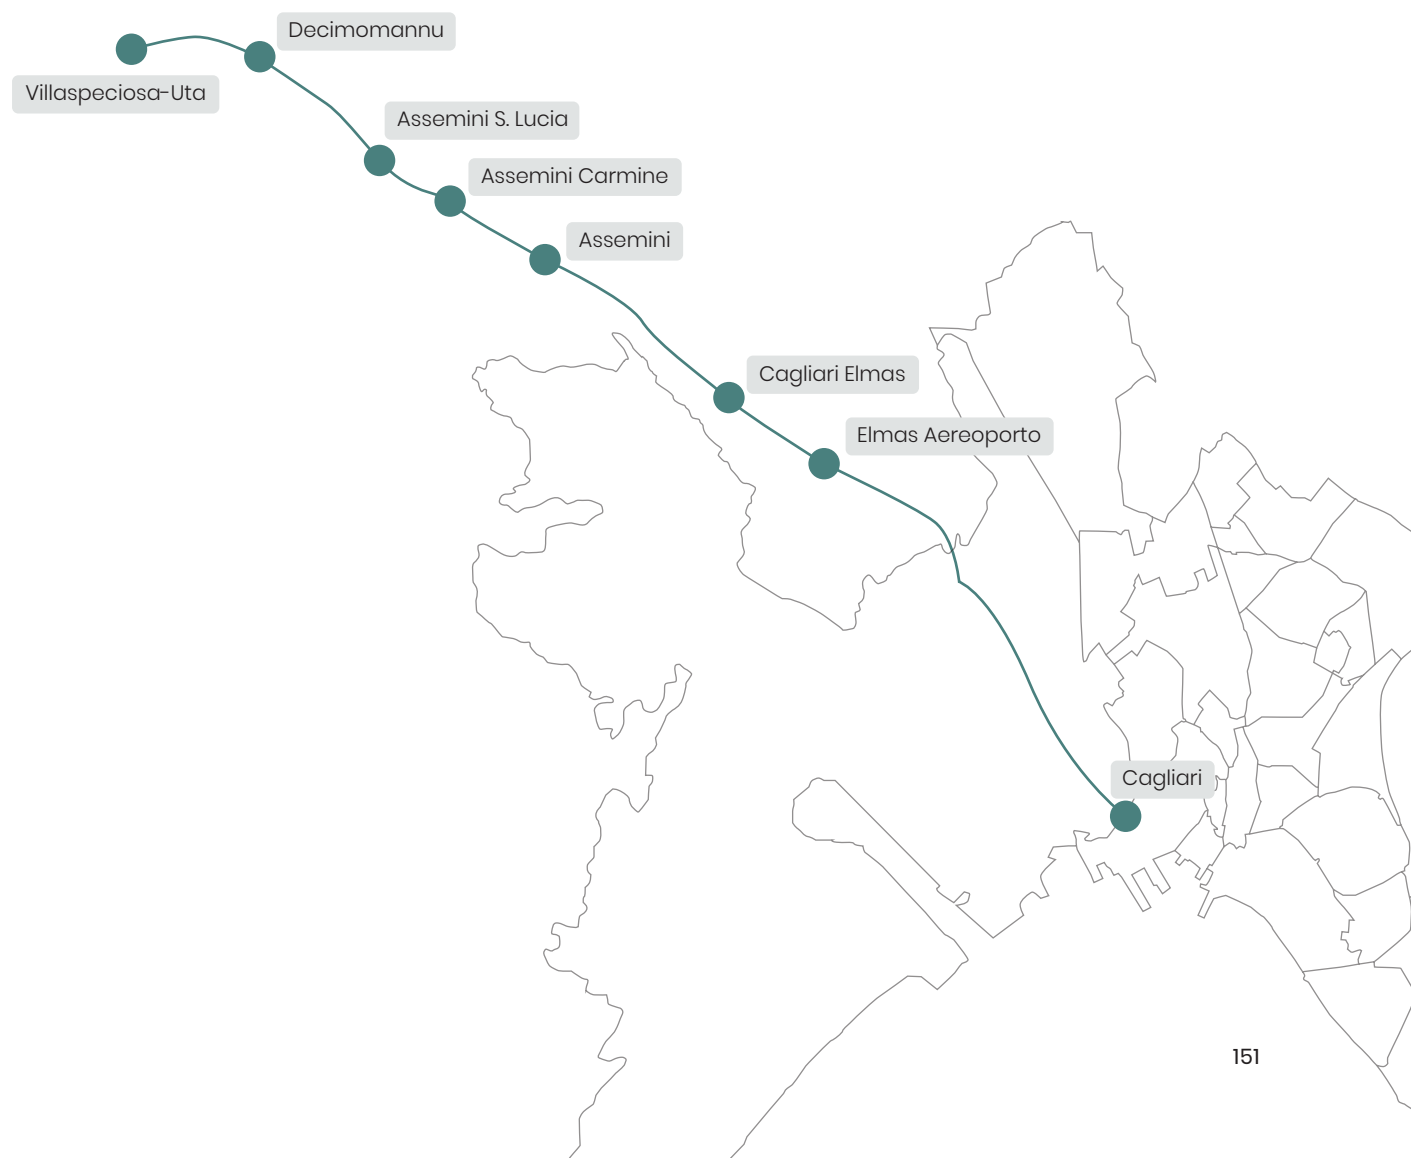 Decimomannu
Villaspeciosa-Uta
Assemini S. Lucia
Assemini Carmine
Assemini
Cagliari Elmas
Elmas Aereoporto
Cagliari
151